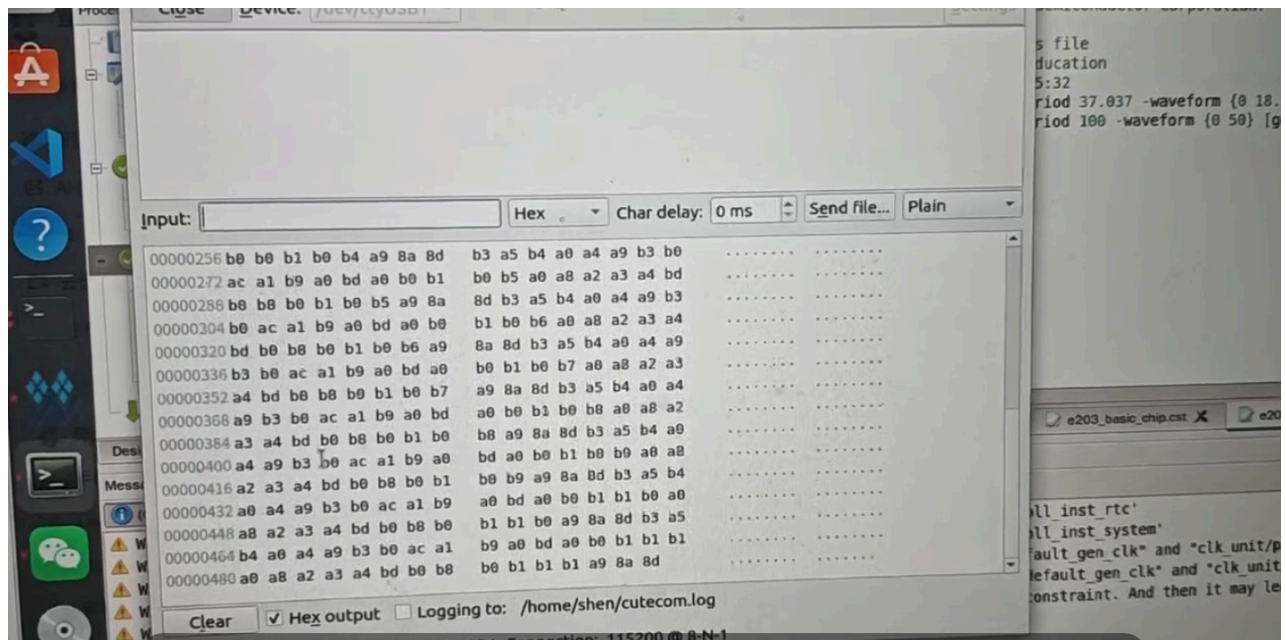 Close Device: /dev/ttyUSB1
s file
ducation
5:32
riod 37.037 -waveform {0 18.
riod 100 -waveform {0 50} [g
Input: Hex Char delay: 0 ms Send file... Plain
00000256 b0 b0 b1 b0 b4 a9 8a 8d b3 a5 b4 a0 a4 a9 b3 b0 ........ ........
00000272 ac a1 b9 a0 bd a0 b0 b1 b0 b5 a0 a8 a2 a3 a4 bd ........ ........
00000288 b0 b8 b0 b1 b0 b5 a9 8a 8d b3 a5 b4 a0 a4 a9 b3 ........ ........
00000304 b0 ac a1 b9 a0 bd a0 b0 b1 b0 b6 a0 a8 a2 a3 a4 ........ ........
00000320 bd b0 b8 b0 b1 b0 b6 a9 8a 8d b3 a5 b4 a0 a4 a9 ........ ........
00000336 b3 b0 ac a1 b9 a0 bd a0 b0 b1 b0 b7 a0 a8 a2 a3 ........ ........
00000352 a4 bd b0 b8 b0 b1 b0 b7 a9 8a 8d b3 a5 b4 a0 a4 ........ ........
00000368 a9 b3 b0 ac a1 b9 a0 bd a0 b0 b1 b0 b8 a0 a8 a2 ........ ........
00000384 a3 a4 bd b0 b8 b0 b1 b0 b8 a9 8a 8d b3 a5 b4 a0 ........ ........
00000400 a4 a9 b3 b0 ac a1 b9 a0 bd a0 b0 b1 b0 b9 a0 a8 ........ ........
00000416 a2 a3 a4 bd b0 b8 b0 b1 b0 b9 a9 8a 8d b3 a5 b4 ........ ........
00000432 a0 a4 a9 b3 b0 ac a1 b9 a0 bd a0 b0 b1 b1 b0 a0 ........ ........
00000448 a8 a2 a3 a4 bd b0 b8 b0 b1 b1 b0 a9 8a 8d b3 a5 ........ ........
00000464 b4 a0 a4 a9 b3 b0 ac a1 b9 a0 bd a0 b0 b1 b1 b1 ........ ........
00000480 a0 a8 a2 a3 a4 bd b0 b8 b0 b1 b1 b1 a9 8a 8d ........ .......
Clear Hex output Logging to: /home/shen/cutecom.log
115200 @ 8-N-1
e203_basic_chip.cst e20
Desi
Messa
W
W
W
W
ll_inst_rtc'
ll_inst_system'
fault_gen_clk" and "clk_unit/p
default_gen_clk" and "clk_unit
constraint. And then it may le